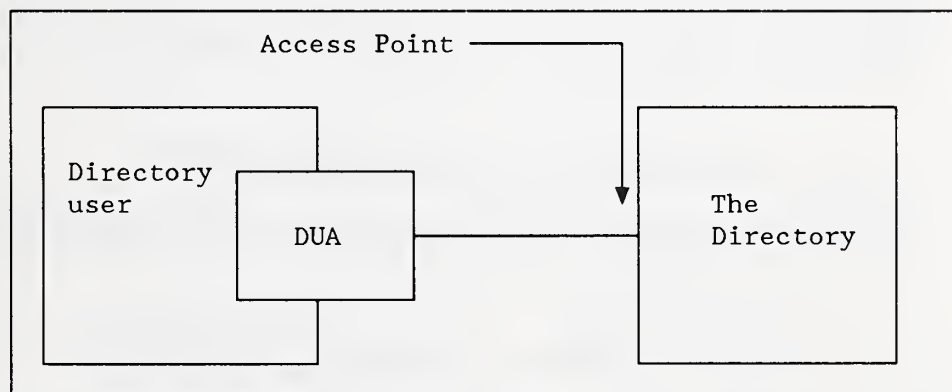 Access Point
Directory
user
DUA
The
Directory